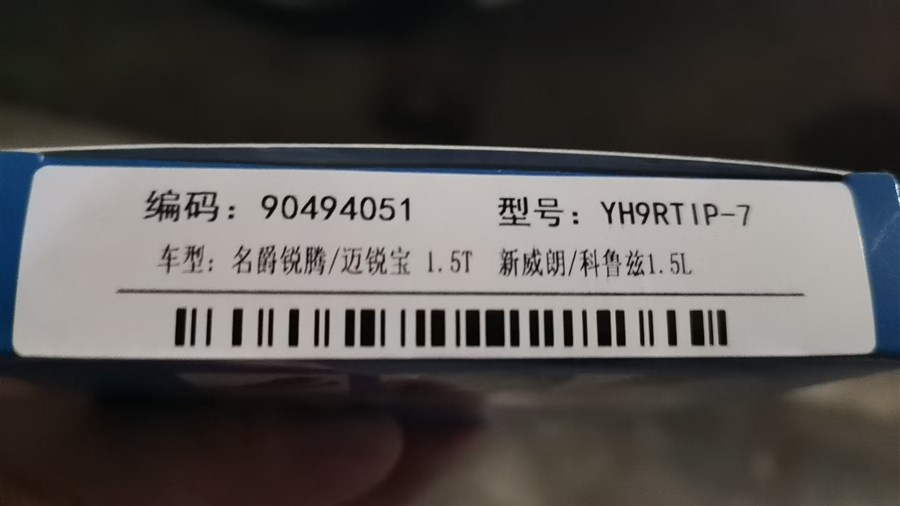 编码：90494051 型号：YH9RTIP-7
车型：名爵锐腾/迈锐宝 1.5T 新威朗/科鲁兹1.5L